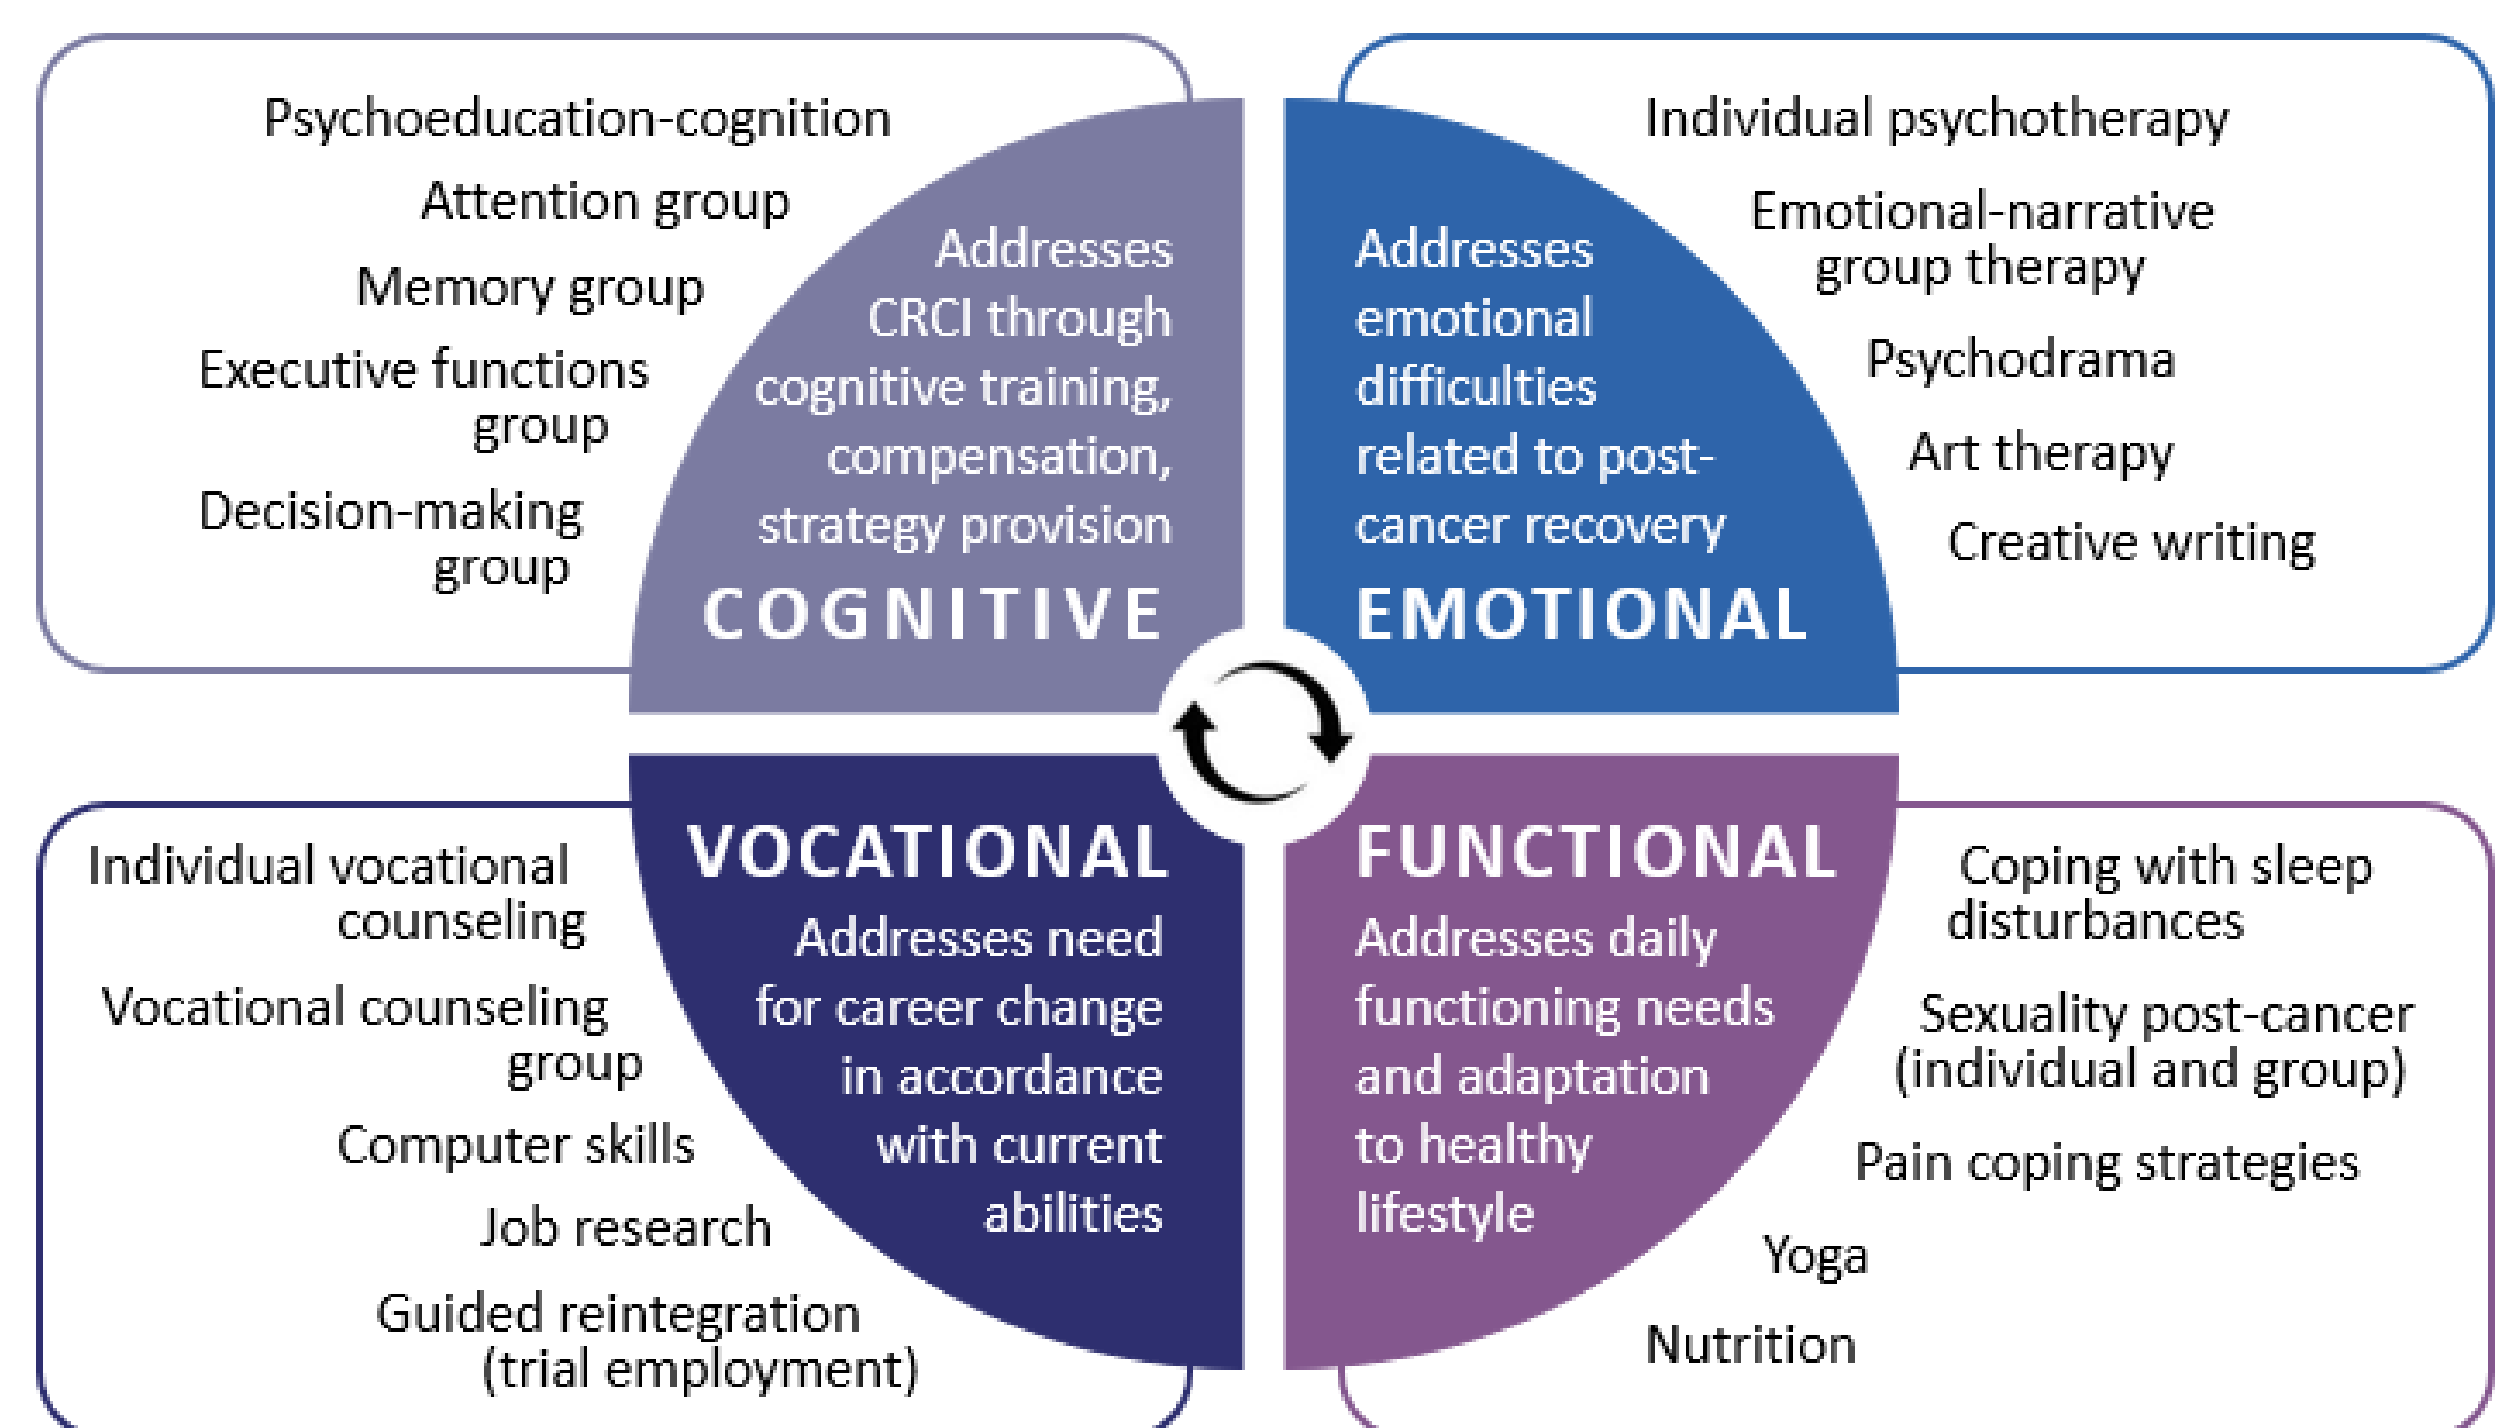 Psychoeducation-cognition
Attention group
Memory group
Executive functions
group
Decision-making
group
Addresses
CRCI through
cognitive training,
compensation,
strategy provision
COGNITIVE
Addresses
emotional
difficulties
related to post-
cancer recovery
EMOTIONAL
Individual psychotherapy
Emotional-narrative
group therapy
Psychodrama
Art therapy
Creative writing
Individual vocational
counseling
Vocational counseling
group
Computer skills
Job research
Guided reintegration
(trial employment)
VOCATIONAL
Addresses need
for career change
in accordance
with current
abilities
FUNCTIONAL
Addresses daily
functioning needs
and adaptation
to healthy
lifestyle
Coping with sleep
disturbances
Sexuality post-cancer
(individual and group)
Pain coping strategies
Yoga
Nutrition